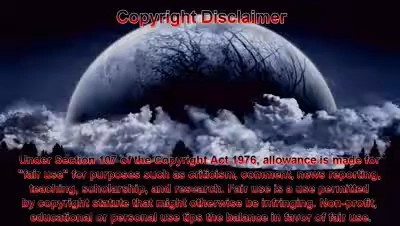 Copyright Disclaimer
Under Section 107 of the Copyright Act 1976, allowance is made for
"fair use" for purposes such as criticism, comment, news reporting,
teaching, scholarship, and research. Fair use is a use permitted
by copyright statute that might otherwise be infringing. Non-profit,
educational or personal use tips the balance in favor of fair use.